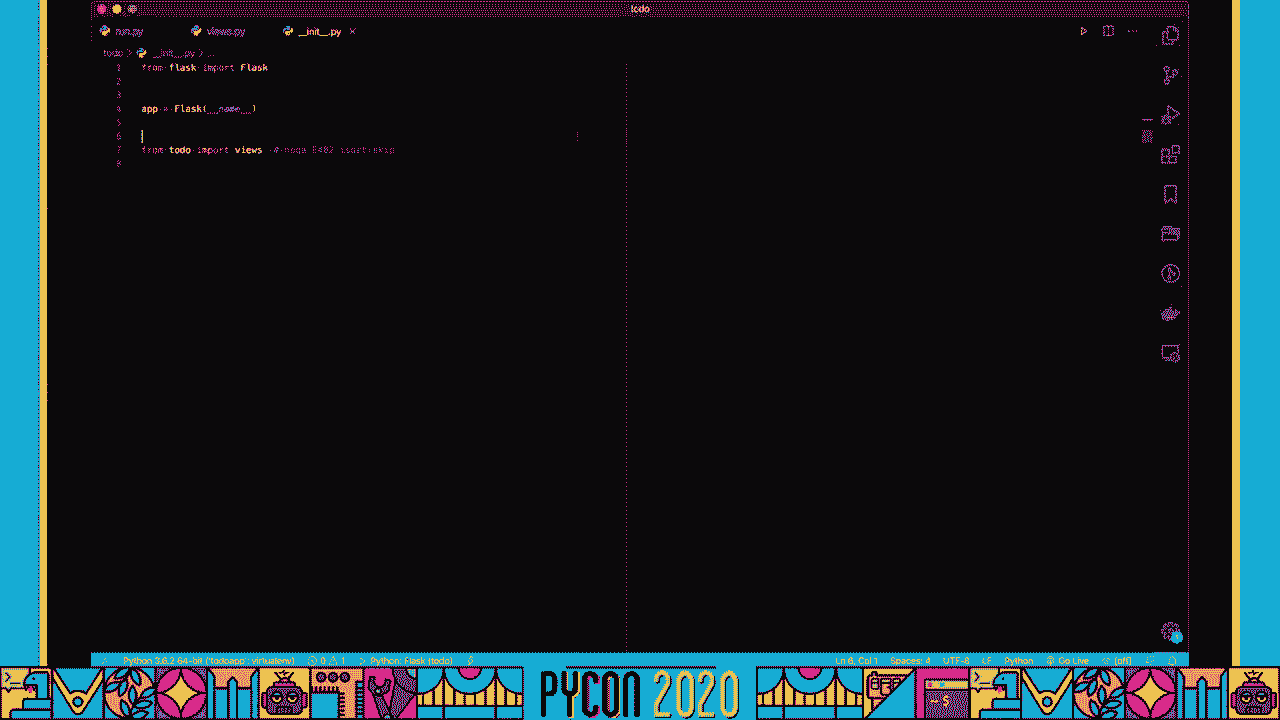 todo
run.py views.py __init__.py ×
todo > __init__.py > ...
1 from flask import Flask
2
3
4 app = Flask(__name__)
5
6
7 from todo import views # noqa E402 isort:skip
8
Python 3.6.2 64-bit ('todoapp': virtualenv) 0 1 Python: Flask (todo) Ln 6, Col 1 Spaces: 4 UTF-8 LF Python Go Live [off]
PYCON 2020